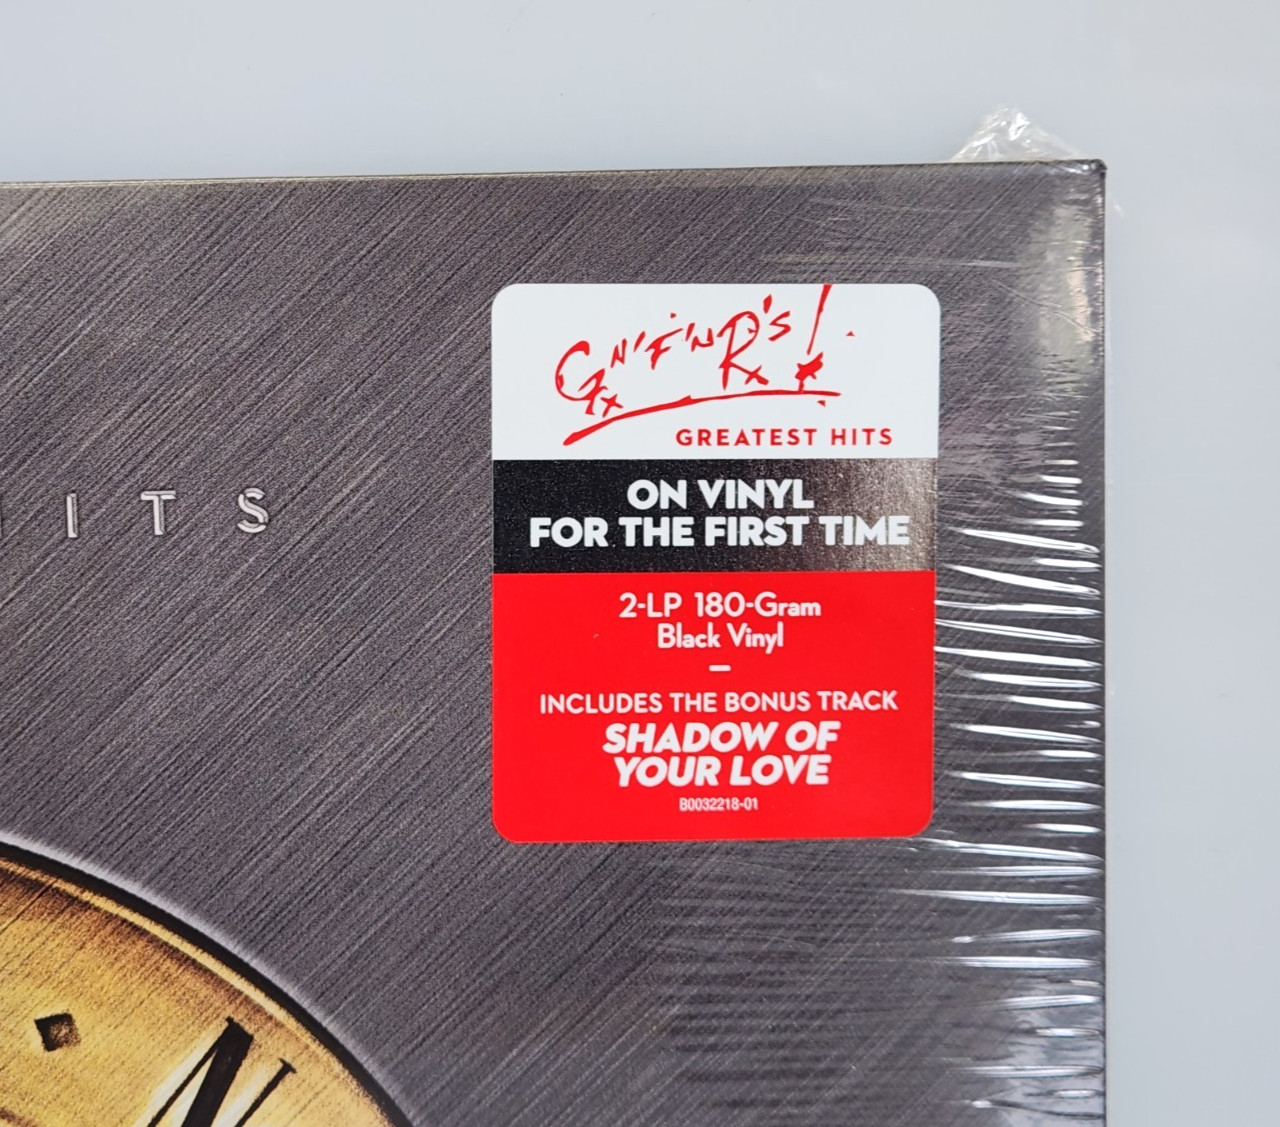 GN'F'NR'S!
GREATEST HITS
ON VINYL
FOR THE FIRST TIME
2-LP 180-Gram
Black Vinyl
–
INCLUDES THE BONUS TRACK
SHADOW OF
YOUR LOVE
B0032218-01
ITS
N